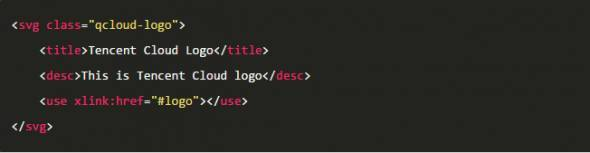 <svg class="qcloud-logo">
<title>Tencent Cloud Logo</title>
<desc>This is Tencent Cloud logo</desc>
<use xlink:href="#logo"></use>
</svg>